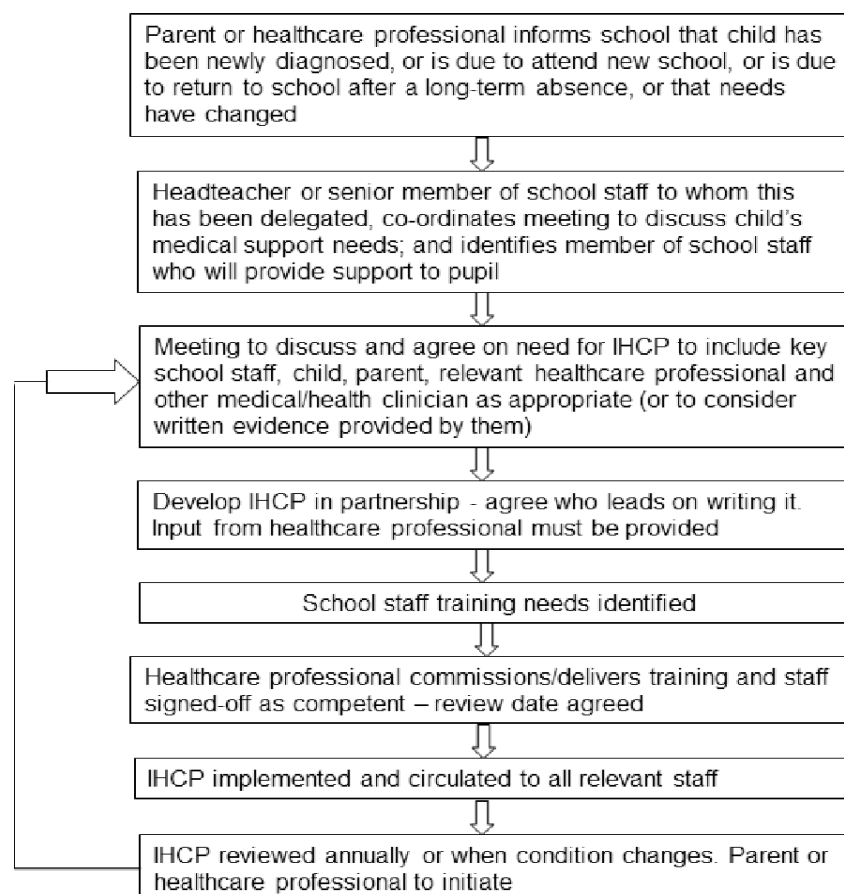 Parent or healthcare professional informs school that child has
been newly diagnosed, or is due to attend new school, or is due
to return to school after a long-term absence, or that needs
have changed
Headteacher or senior member of school staff to whom this
has been delegated, co-ordinates meeting to discuss child's
medical support needs; and identifies member of school staff
who will provide support to pupil
Meeting to discuss and agree on need for IHCP to include key
school staff, child, parent, relevant healthcare professional and
other medical/health clinician as appropriate (or to consider
written evidence provided by them)
Develop IHCP in partnership - agree who leads on writing it.
Input from healthcare professional must be provided
School staff training needs identified
Healthcare professional commissions/delivers training and staff
signed-off as competent – review date agreed
IHCP implemented and circulated to all relevant staff
IHCP reviewed annually or when condition changes. Parent or
healthcare professional to initiate